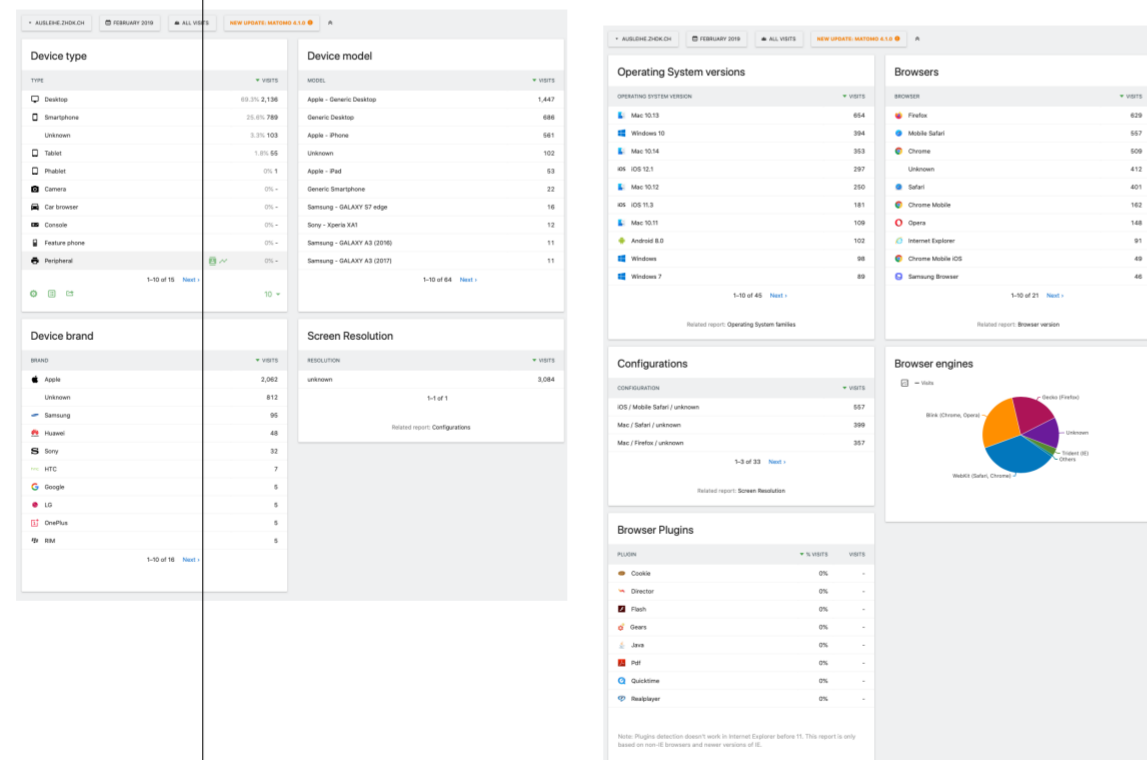 AUSLEIHE.ZHDK.CH FEBRUARY 2019 ALL VISITS NEW UPDATE: MATOMO 4.1.0
Device type
TYPE VISITS
Desktop 69.3% 2,136
Smartphone 25.6% 789
Unknown 3.3% 103
Tablet 1.8% 55
Phablet 0% 1
Camera 0% -
Car browser 0% -
Console 0% -
Feature phone 0% -
Peripheral 0% -
1–10 of 15 Next ›
10
Device model
MODEL VISITS
Apple - Generic Desktop 1,447
Generic Desktop 686
Apple - iPhone 561
Unknown 102
Apple - iPad 53
Generic Smartphone 22
Samsung - GALAXY S7 edge 16
Sony - Xperia XA1 12
Samsung - GALAXY A3 (2016) 11
Samsung - GALAXY A3 (2017) 11
1–10 of 64 Next ›
Device brand
BRAND VISITS
Apple 2,062
Unknown 812
Samsung 95
Huawei 48
Sony 32
HTC 7
Google 5
LG 5
OnePlus 5
RIM 5
1–10 of 16 Next ›
Screen Resolution
RESOLUTION VISITS
unknown 3,084
1–1 of 1
Related report: Configurations
AUSLEIHE.ZHDK.CH FEBRUARY 2019 ALL VISITS NEW UPDATE: MATOMO 4.1.0
Operating System versions
OPERATING SYSTEM VERSION VISITS
Mac 10.13 654
Windows 10 394
Mac 10.14 353
iOS iOS 12.1 297
Mac 10.12 250
iOS iOS 11.3 181
Mac 10.11 109
Android 8.0 102
Windows 98
Windows 7 89
1–10 of 45 Next ›
Related report: Operating System families
Browsers
BROWSER VISITS
Firefox 629
Mobile Safari 557
Chrome 509
Unknown 412
Safari 401
Chrome Mobile 162
Opera 148
Internet Explorer 91
Chrome Mobile iOS 49
Samsung Browser 46
1–10 of 21 Next ›
Related report: Browser version
Configurations
CONFIGURATION VISITS
iOS / Mobile Safari / unknown 557
Mac / Safari / unknown 399
Mac / Firefox / unknown 357
1–3 of 33 Next ›
Related report: Screen Resolution
Browser engines
Visits
Gecko (Firefox)
Blink (Chrome, Opera)
Unknown
Trident (IE)
Others
WebKit (Safari, Chrome)
Browser Plugins
PLUGIN % VISITS VISITS
Cookie 0% -
Director 0% -
Flash 0% -
Gears 0% -
Java 0% -
Pdf 0% -
Quicktime 0% -
Realplayer 0% -
Note: Plugins detection doesn't work in Internet Explorer before 11. This report is only
based on non-IE browsers and newer versions of IE.